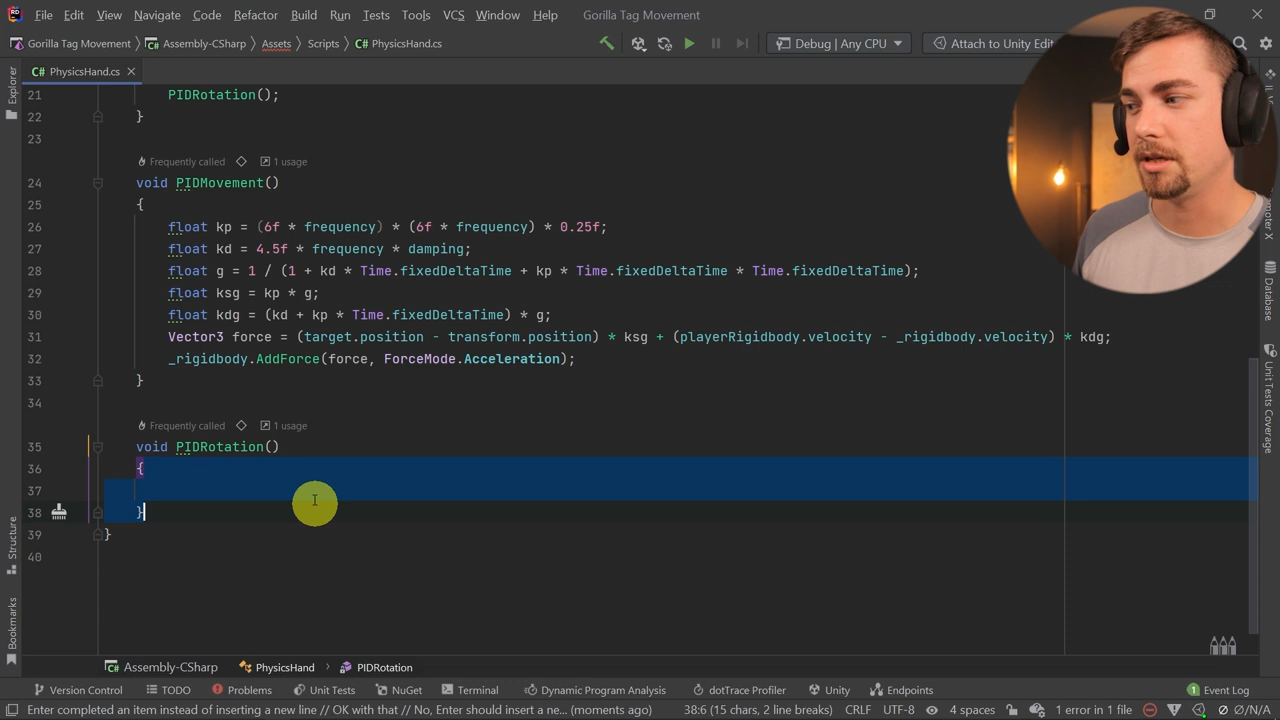 File Edit View Navigate Code Refactor Build Run Tests Tools VCS Window Help Gorilla Tag Movement
Gorilla Tag Movement Assembly-CSharp Assets Scripts C# PhysicsHand.cs Debug | Any CPU Attach to Unity Edit
C# PhysicsHand.cs
Explorer
21 PIDRotation();
22 }
23
Frequently called 1 usage
24 void PIDMovement()
25 {
26 float kp = (6f * frequency) * (6f * frequency) * 0.25f;
27 float kd = 4.5f * frequency * damping;
28 float g = 1 / (1 + kd * Time.fixedDeltaTime + kp * Time.fixedDeltaTime * Time.fixedDeltaTime);
29 float ksg = kp * g;
30 float kdg = (kd + kp * Time.fixedDeltaTime) * g;
31 Vector3 force = (target.position - transform.position) * ksg + (playerRigidbody.velocity - _rigidbody.velocity) * kdg;
32 _rigidbody.AddForce(force, ForceMode.Acceleration);
33 }
34
Frequently called 1 usage
35 void PIDRotation()
36 {
37
38 }
39 }
40
Structure
Bookmarks
Database
Unit Tests Coverage
Assembly-CSharp PhysicsHand PIDRotation
Version Control TODO Problems Unit Tests NuGet Terminal Dynamic Program Analysis dotTrace Profiler Unity Endpoints 1 Event Log
Enter completed an item instead of inserting a new line // OK with that // No, Enter should insert a ne... (moments ago) 38:6 (15 chars, 2 line breaks) CRLF UTF-8 4 spaces 1 error in 1 file Ø/N/A